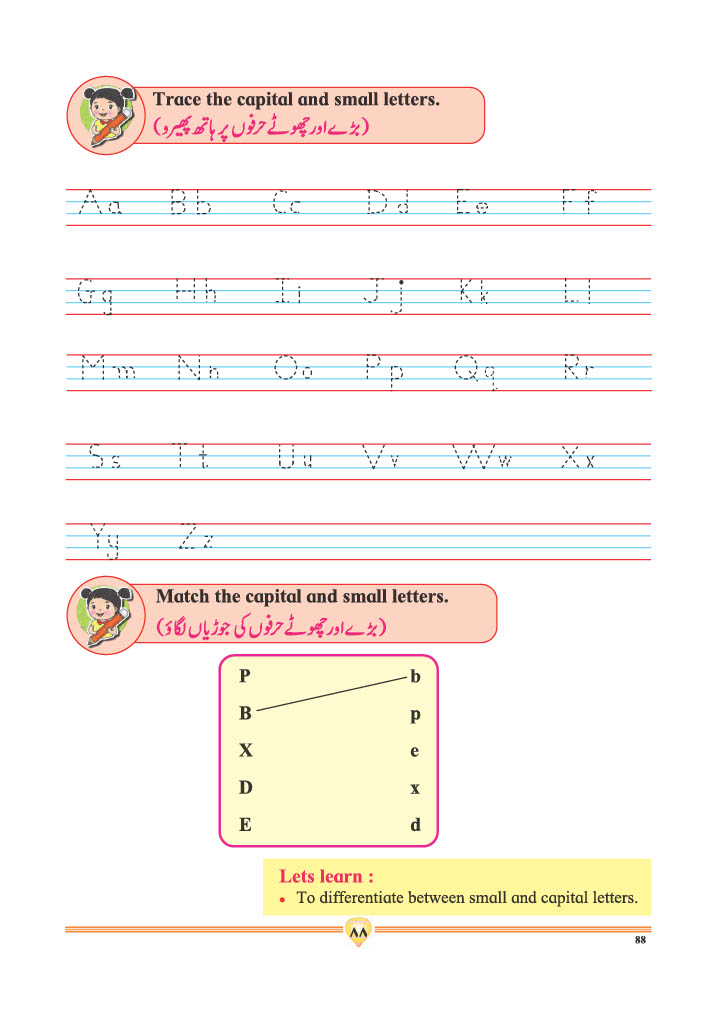 Trace the capital and small letters.
(بڑے اور چھوٹے حرفوں پر ہاتھ پھیرو)
Aa Bb Cc Dd Ee Ff
Gg Hh Ii Jj Kk Ll
Mm Nn Oo Pp Qq Rr
Ss Tt Uu Vv Ww Xx
Yy Zz
Match the capital and small letters.
(بڑے اور چھوٹے حرفوں کی جوڑیاں لگاؤ)
P b
B p
X e
D x
E d
Lets learn :
• To differentiate between small and capital letters.
۸۸
88